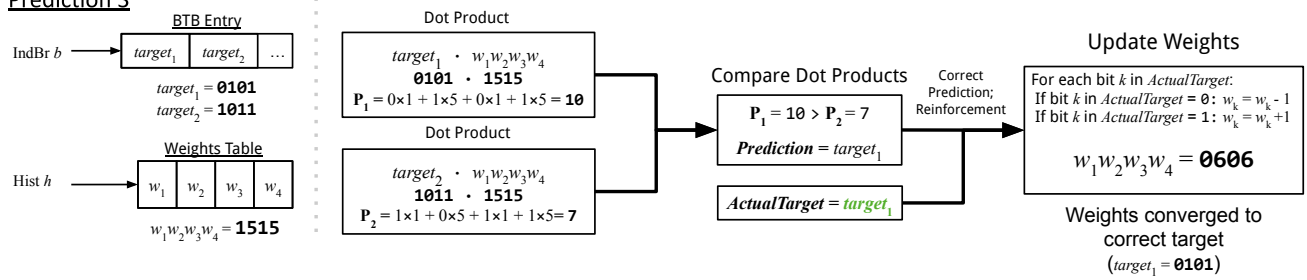 Prediction 3
BTB Entry
IndBr b
target₁ target₂ ...
target₁ = 0101
target₂ = 1011
Weights Table
Hist h
w₁ w₂ w₃ w₄
w₁w₂w₃w₄ = 1515
Dot Product
target₁ · w₁w₂w₃w₄
0101 · 1515
P₁ = 0×1 + 1×5 + 0×1 + 1×5 = 10
Dot Product
target₂ · w₁w₂w₃w₄
1011 · 1515
P₂ = 1×1 + 0×5 + 1×1 + 1×5= 7
Compare Dot Products
P₁ = 10 > P₂ = 7
Prediction = target₁
ActualTarget = target₁
Correct
Prediction;
Reinforcement
Update Weights
For each bit k in ActualTarget:
If bit k in ActualTarget = 0: wₖ = wₖ - 1
If bit k in ActualTarget = 1: wₖ = wₖ +1
w₁w₂w₃w₄ = 0606
Weights converged to
correct target
(target₁ = 0101)